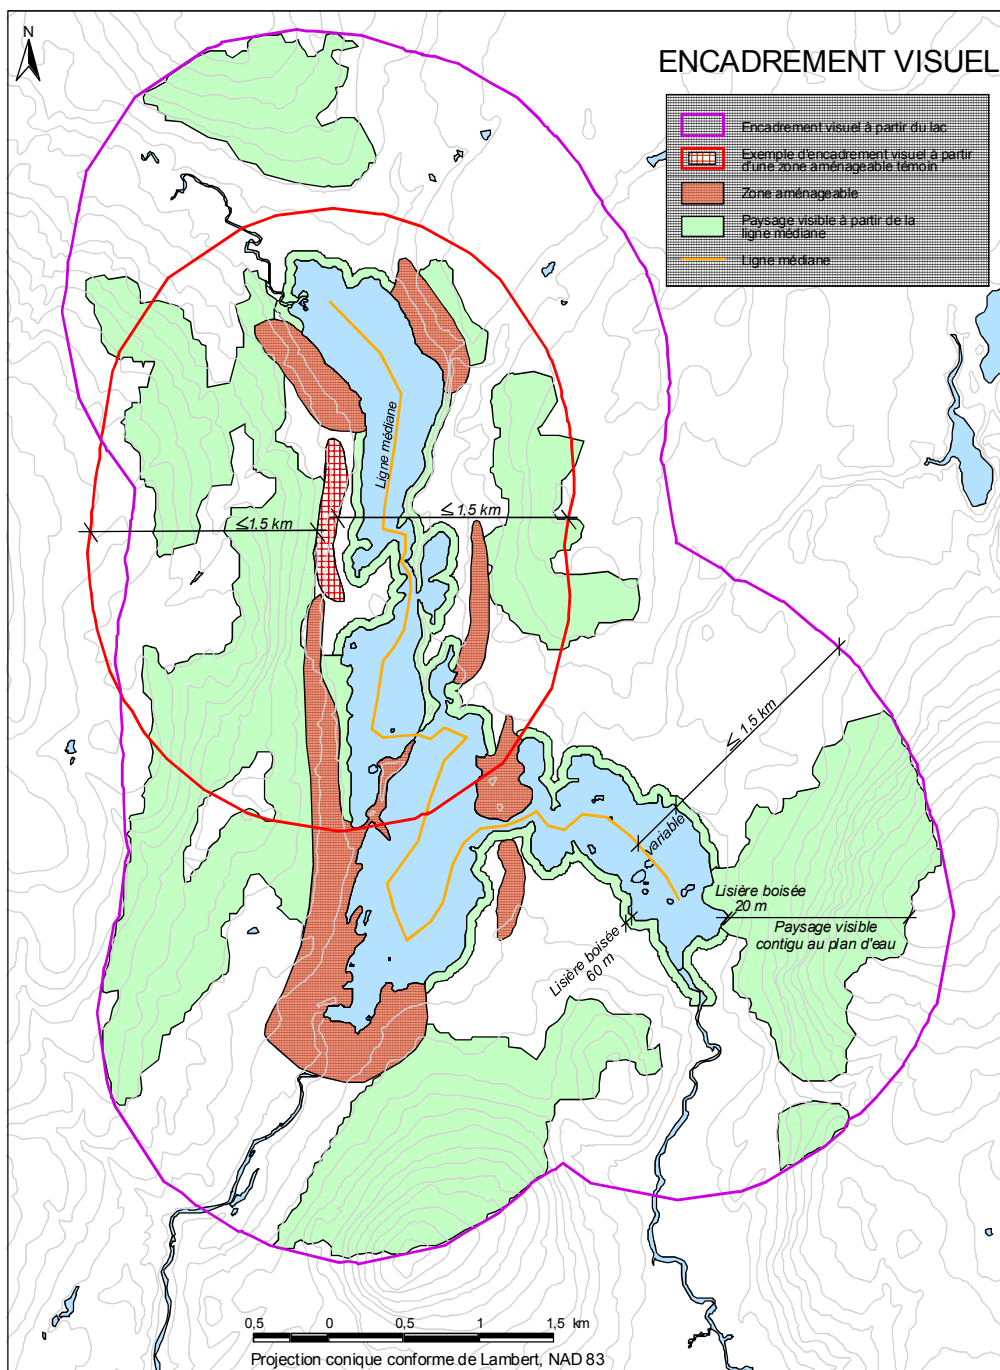 N
ENCADREMENT VISUEL
Encadrement visuel à partir du lac
Exemple d'encadrement visuel à partir
d'une zone aménageable témoin
Zone aménageable
Paysage visible à partir de la
ligne médiane
Ligne médiane
Ligne médiane
≤1,5 km
≤1,5 km
≤ 1,5 km
variable
Lisière boisée
20 m
Paysage visible
contigu au plan d'eau
Lisière boisée
60 m
0,5 0 0,5 1 1,5 km
Projection conique conforme de Lambert, NAD 83